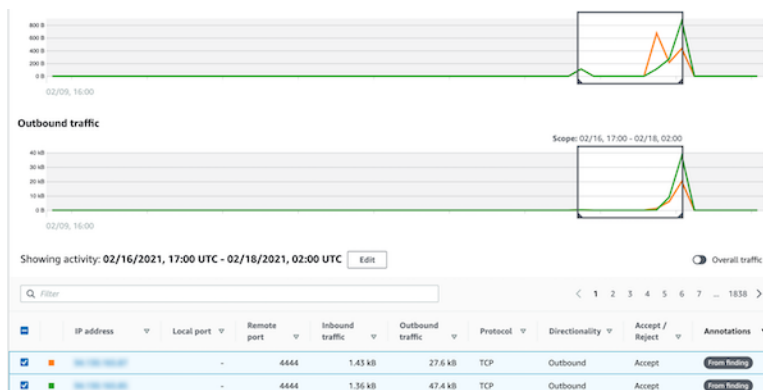 800 B
600 B
400 B
200 B
0 B
02/09, 16:00
Outbound traffic
Scope: 02/16, 17:00 - 02/18, 02:00
40 kB
30 kB
20 kB
10 kB
0 B
02/09, 16:00
Showing activity: 02/16/2021, 17:00 UTC - 02/18/2021, 02:00 UTC Edit Overall traffic
Filter < 1 2 3 4 5 6 7 ... 1838 >
IP address Local port Remote port Inbound traffic Outbound traffic Protocol Directionality Accept / Reject Annotations
- 4444 1.43 kB 27.6 kB TCP Outbound Accept From finding
- 4444 1.36 kB 47.4 kB TCP Outbound Accept From finding